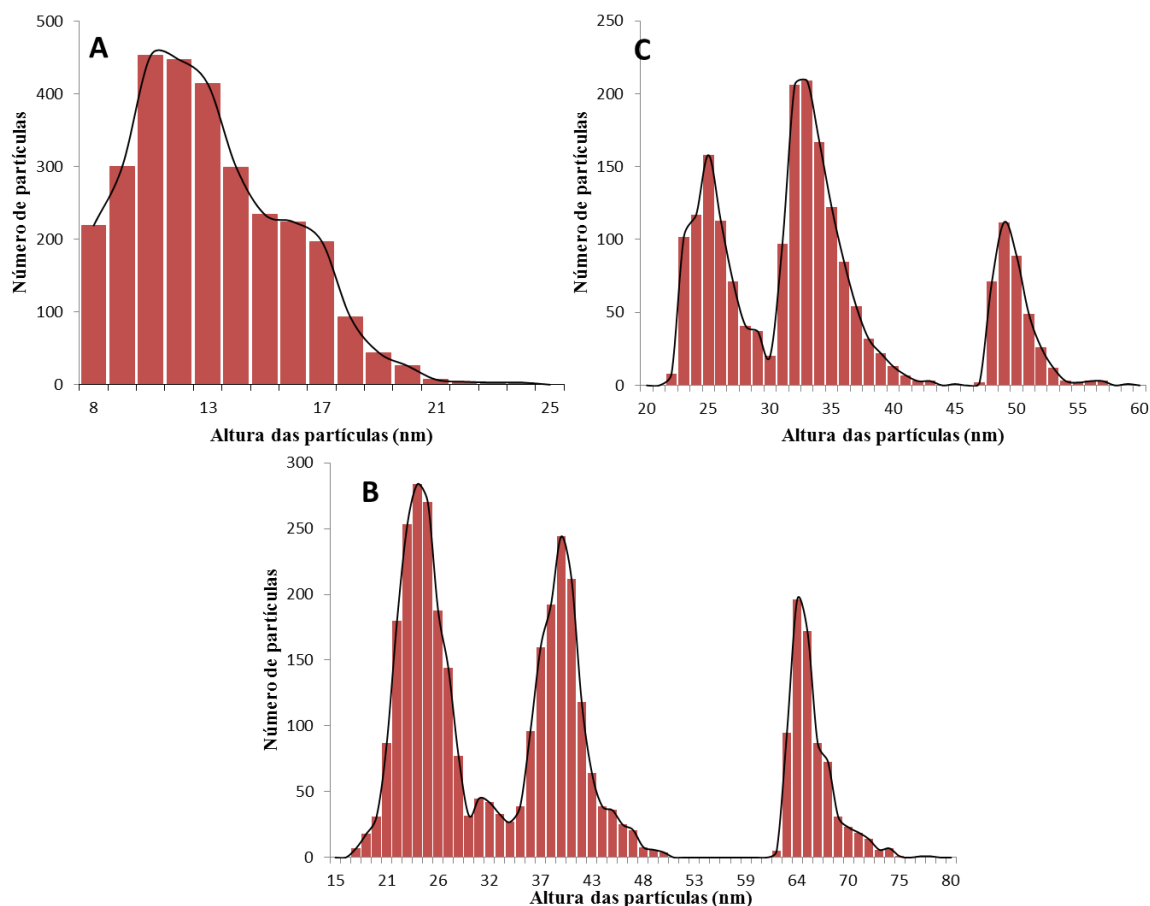 A
Número de partículas
500
400
300
200
100
0
8 13 17 21 25
Altura das partículas (nm)
C
Número de partículas
250
200
150
100
50
0
20 25 30 35 40 45 50 55 60
Altura das partículas (nm)
B
Número de partículas
300
250
200
150
100
50
0
15 21 26 32 37 43 48 53 59 64 70 75 80
Altura das partículas (nm)